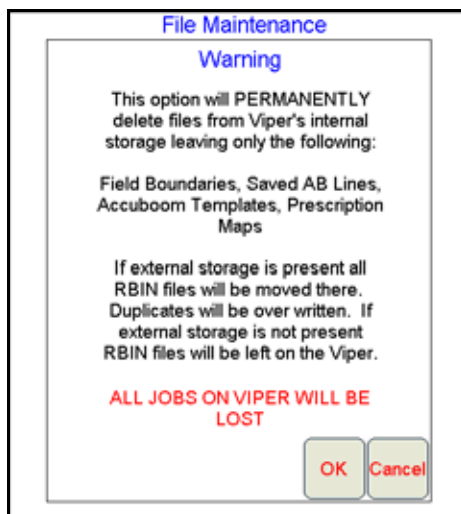 File Maintenance
Warning
This option will PERMANENTLY
delete files from Viper's internal
storage leaving only the following:
Field Boundaries, Saved AB Lines,
Accuboom Templates, Prescription
Maps
If external storage is present all
RBIN files will be moved there.
Duplicates will be over written. If
external storage is not present
RBIN files will be left on the Viper.
ALL JOBS ON VIPER WILL BE
LOST
OK Cancel